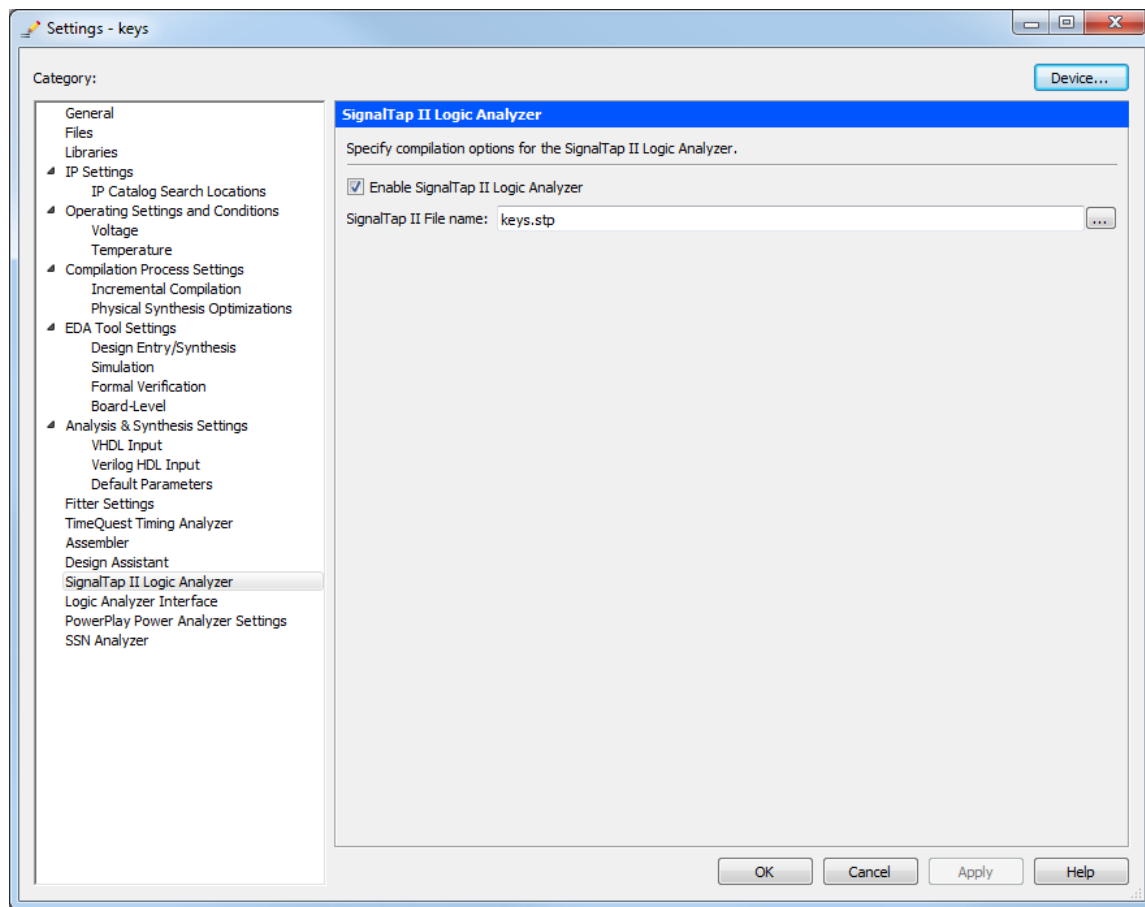 Settings - keys
Category:
Device...
General
Files
Libraries
IP Settings
IP Catalog Search Locations
Operating Settings and Conditions
Voltage
Temperature
Compilation Process Settings
Incremental Compilation
Physical Synthesis Optimizations
EDA Tool Settings
Design Entry/Synthesis
Simulation
Formal Verification
Board-Level
Analysis & Synthesis Settings
VHDL Input
Verilog HDL Input
Default Parameters
Fitter Settings
TimeQuest Timing Analyzer
Assembler
Design Assistant
SignalTap II Logic Analyzer
Logic Analyzer Interface
PowerPlay Power Analyzer Settings
SSN Analyzer
SignalTap II Logic Analyzer
Specify compilation options for the SignalTap II Logic Analyzer.
Enable SignalTap II Logic Analyzer
SignalTap II File name: keys.stp ...
OK Cancel Apply Help